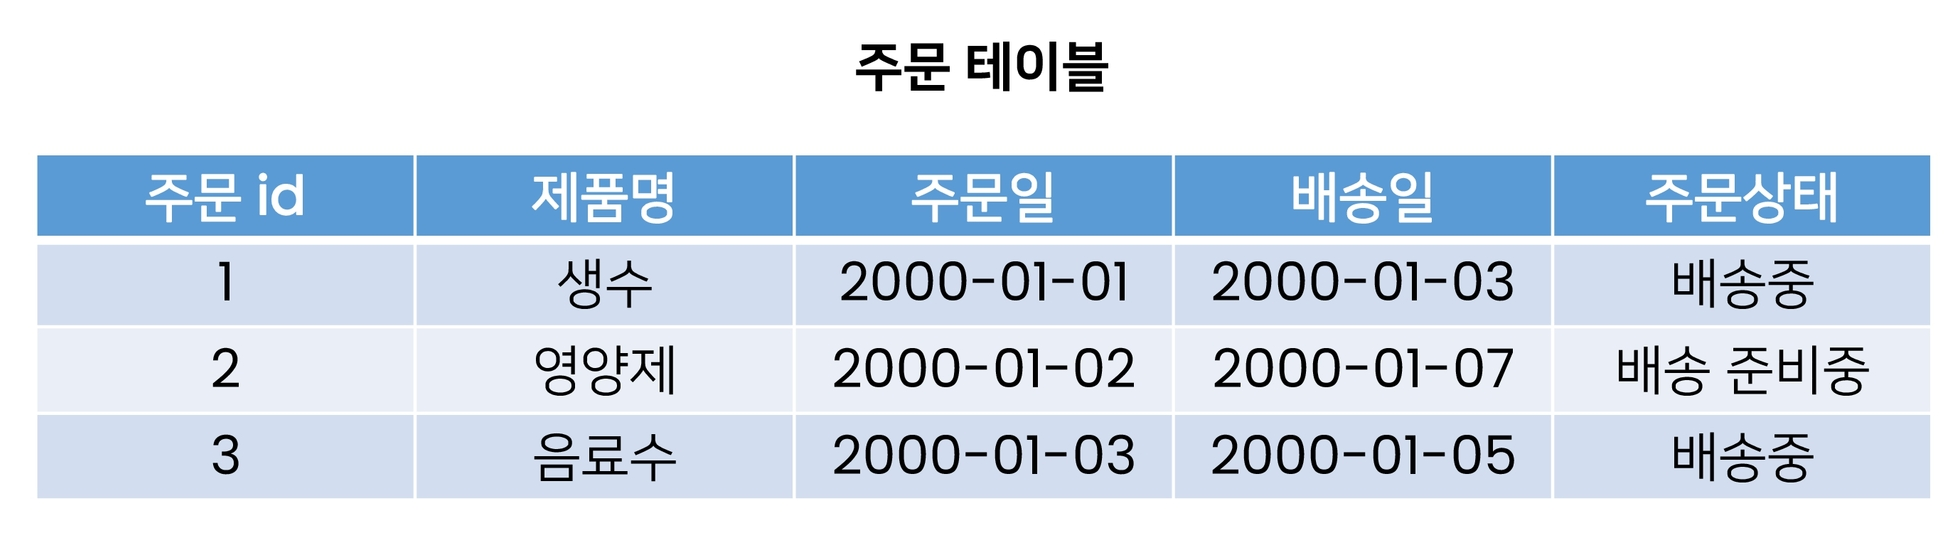 주문 테이블
주문 id 제품명 주문일 배송일 주문상태
1 생수 2000-01-01 2000-01-03 배송중
2 영양제 2000-01-02 2000-01-07 배송 준비중
3 음료수 2000-01-03 2000-01-05 배송중